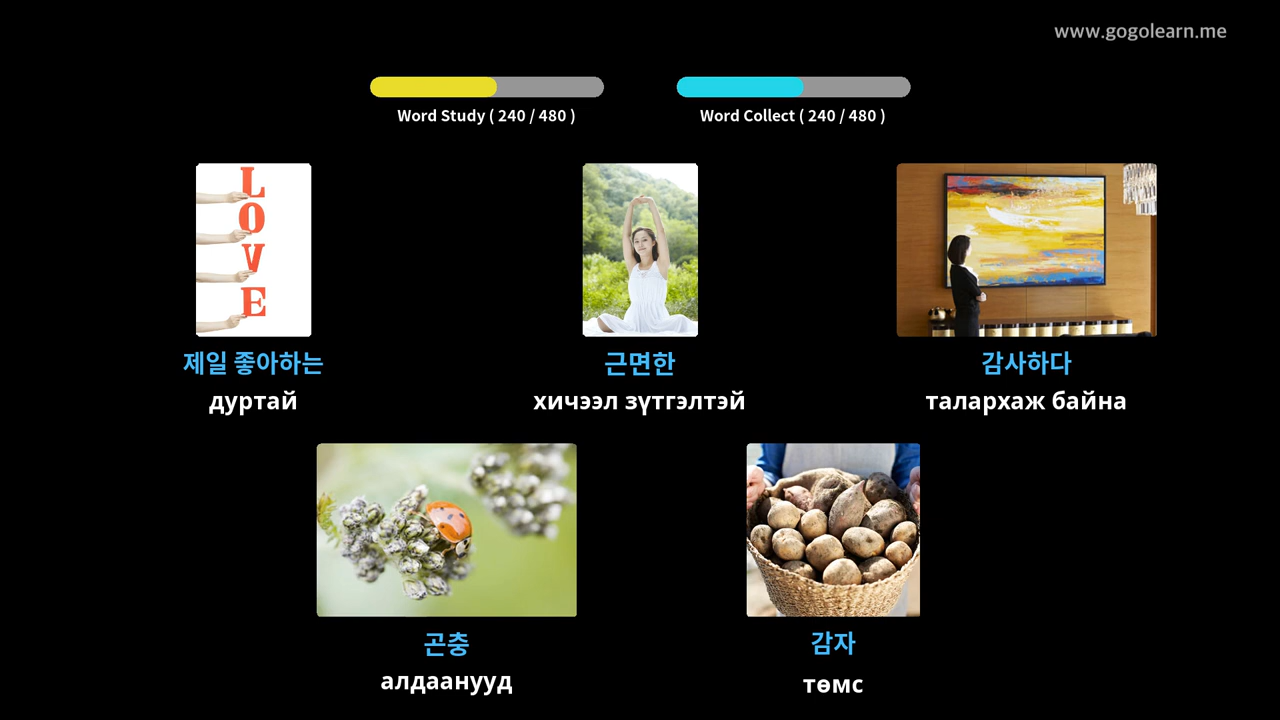 www.gogolearn.me
Word Study ( 240 / 480 )
Word Collect ( 240 / 480 )
L
O
V
E
제일 좋아하는
дуртай
근면한
хичээл зүтгэлтэй
감사하다
талархаж байна
곤충
алдаанууд
감자
төмс